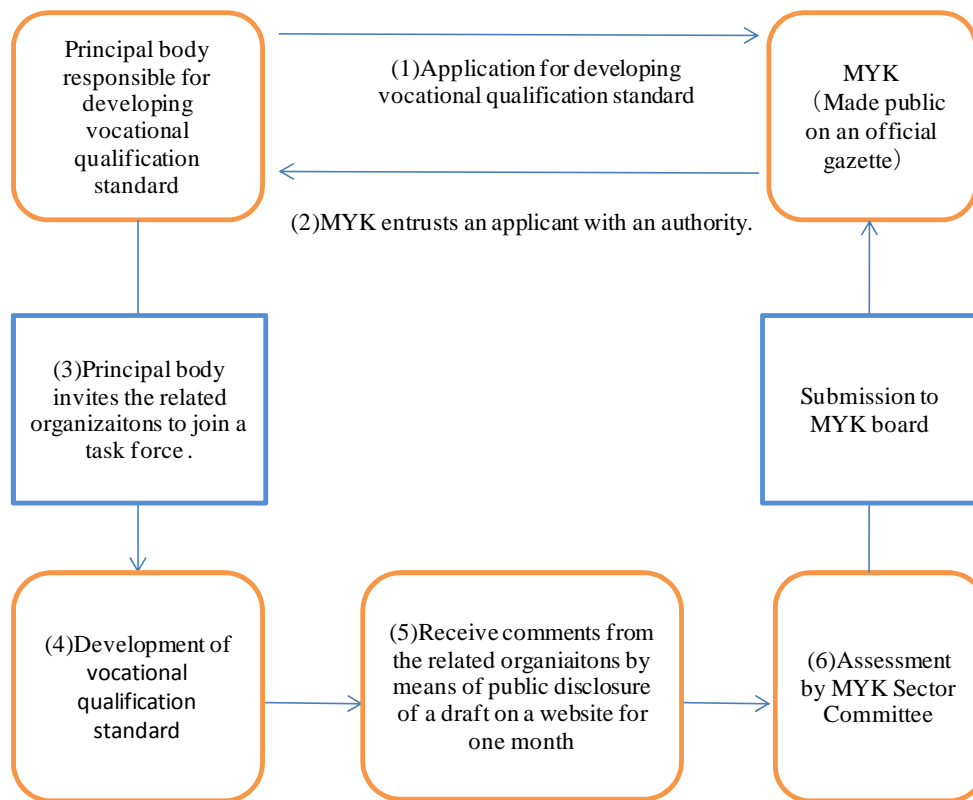 Principal body
responsible for
developing
vocational
qualification
standard
(1)Application for developing
vocational qualification standard
MYK
（Made public
on an official
gazette）
(2)MYK entrusts an applicant with an authority.
(3)Principal body
invites the related
organizaitons to join a
task force .
Submission to
MYK board
(4)Development of
vocational
qualification
standard
(5)Receive comments from
the related organiaitons by
means of public disclosure
of a draft on a website for
one month
(6)Assessment
by MYK Sector
Committee